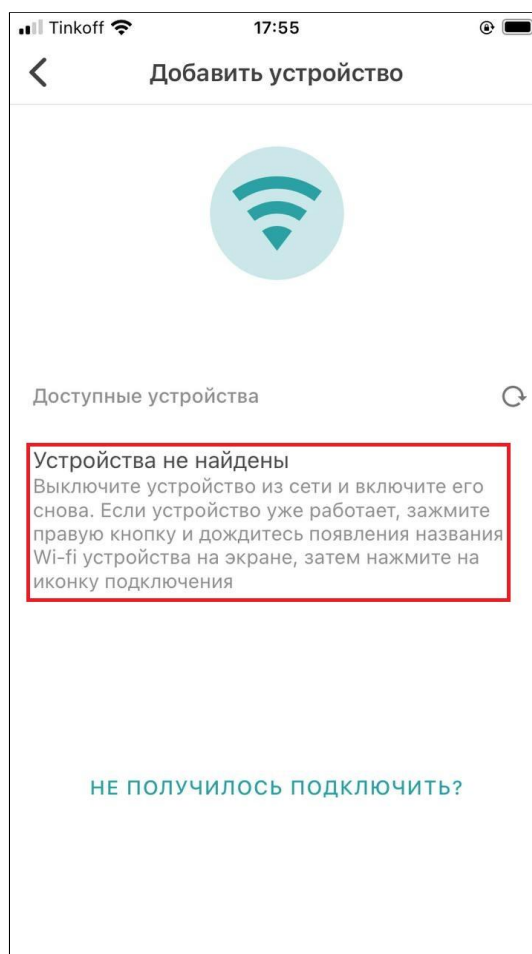 Tinkoff 17:55
Добавить устройство
Доступные устройства
Устройства не найдены
Выключите устройство из сети и включите его
снова. Если устройство уже работает, зажмите
правую кнопку и дождитесь появления названия
Wi-fi устройства на экране, затем нажмите на
иконку подключения
НЕ ПОЛУЧИЛОСЬ ПОДКЛЮЧИТЬ?